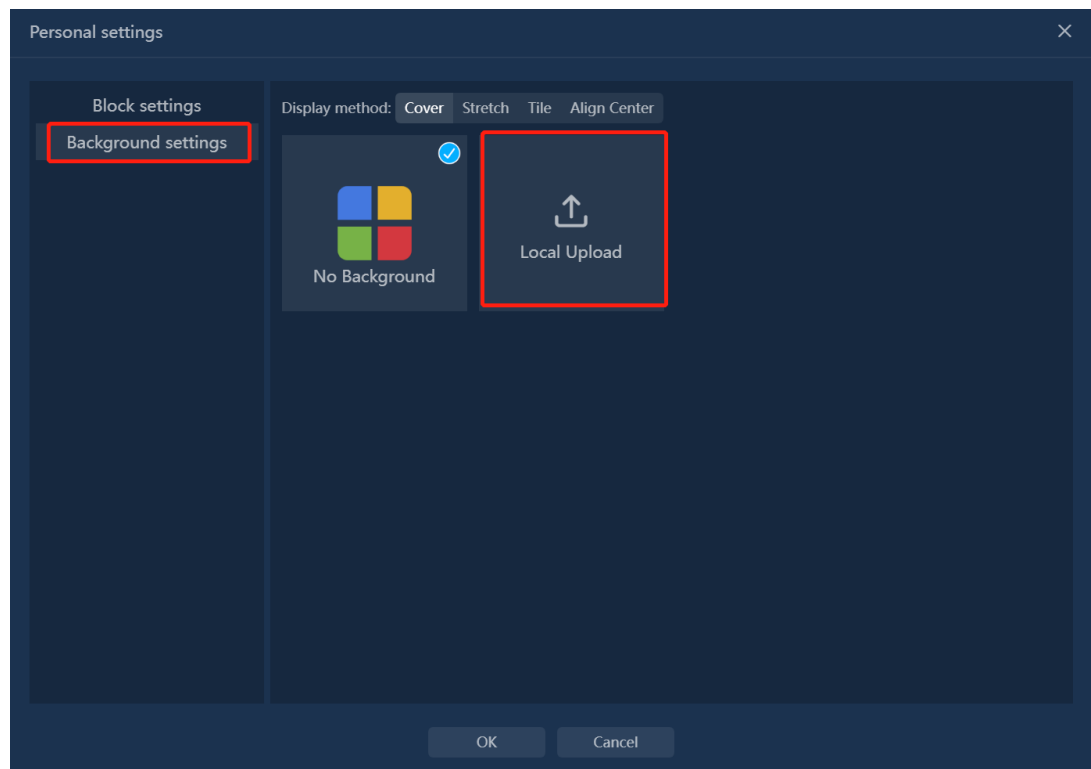 Personal settings
Block settings
Background settings
Display method: Cover Stretch Tile Align Center
No Background
Local Upload
OK Cancel